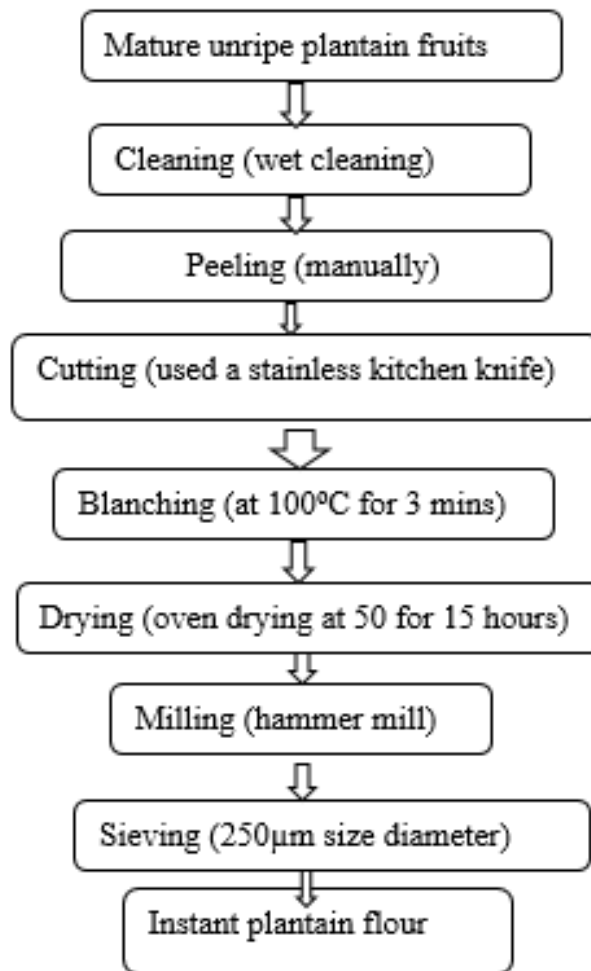 Mature unripe plantain fruits
Cleaning (wet cleaning)
Peeling (manually)
Cutting (used a stainless kitchen knife)
Blanching (at 100⁰C for 3 mins)
Drying (oven drying at 50 for 15 hours)
Milling (hammer mill)
Sieving (250µm size diameter)
Instant plantain flour